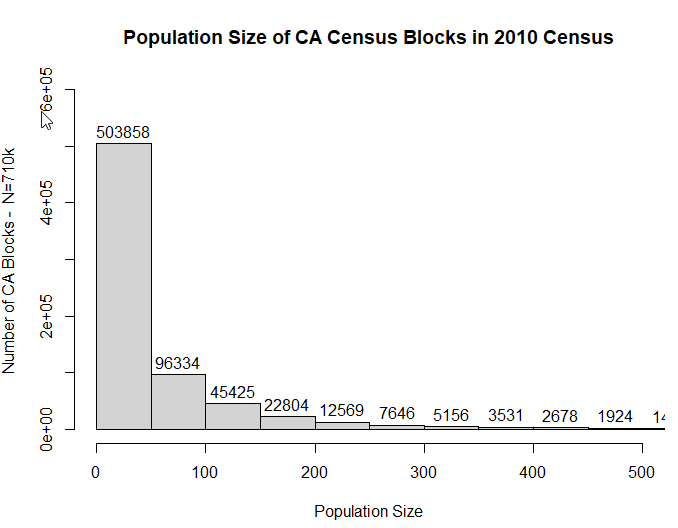 Population Size of CA Census Blocks in 2010 Census
Number of CA Blocks - N=710k
6e+05
4e+05
2e+05
0e+00
503858
96334
45425
22804
12569
7646
5156
3531
2678
1924
0
100
200
300
400
500
Population Size